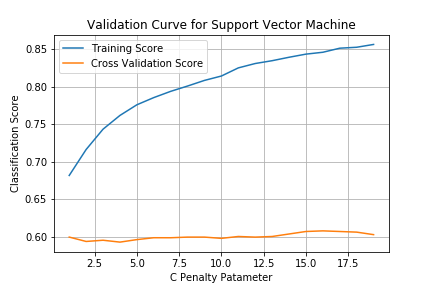 Validation Curve for Support Vector Machine
Training Score
Cross Validation Score
Classification Score
0.85
0.80
0.75
0.70
0.65
0.60
2.5 5.0 7.5 10.0 12.5 15.0 17.5
C Penalty Patameter